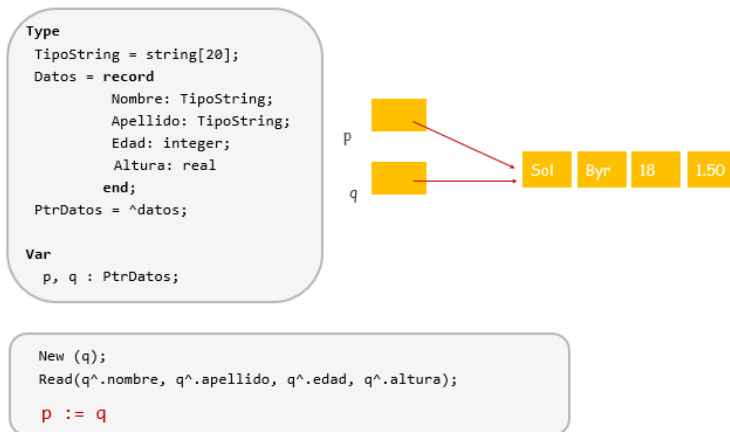 Type
TipoString = string[20];
Datos = record
Nombre: TipoString;
Apellido: TipoString;
Edad: integer;
Altura: real
end;
PtrDatos = ^datos;
Var
p, q : PtrDatos;
p
q
Sol Byr 18 1.50
New (q);
Read(q^.nombre, q^.apellido, q^.edad, q^.altura);
p := q